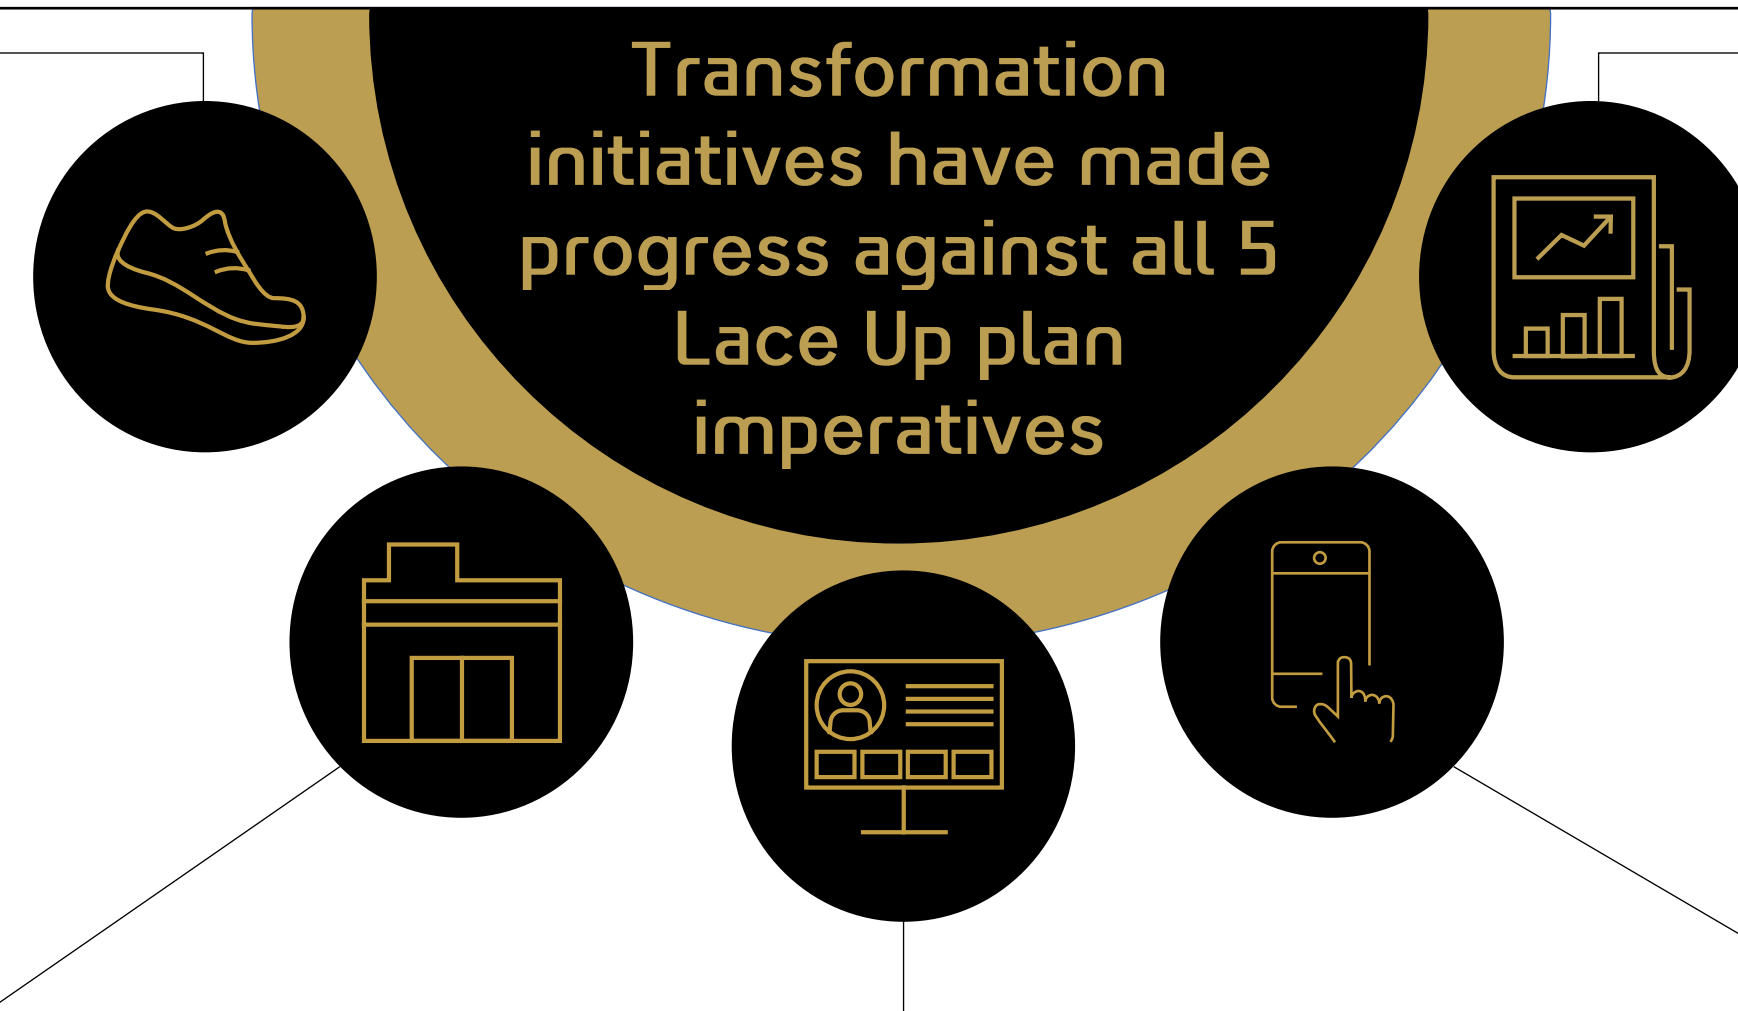 Transformation
initiatives have made
progress against all 5
Lace Up plan
imperatives